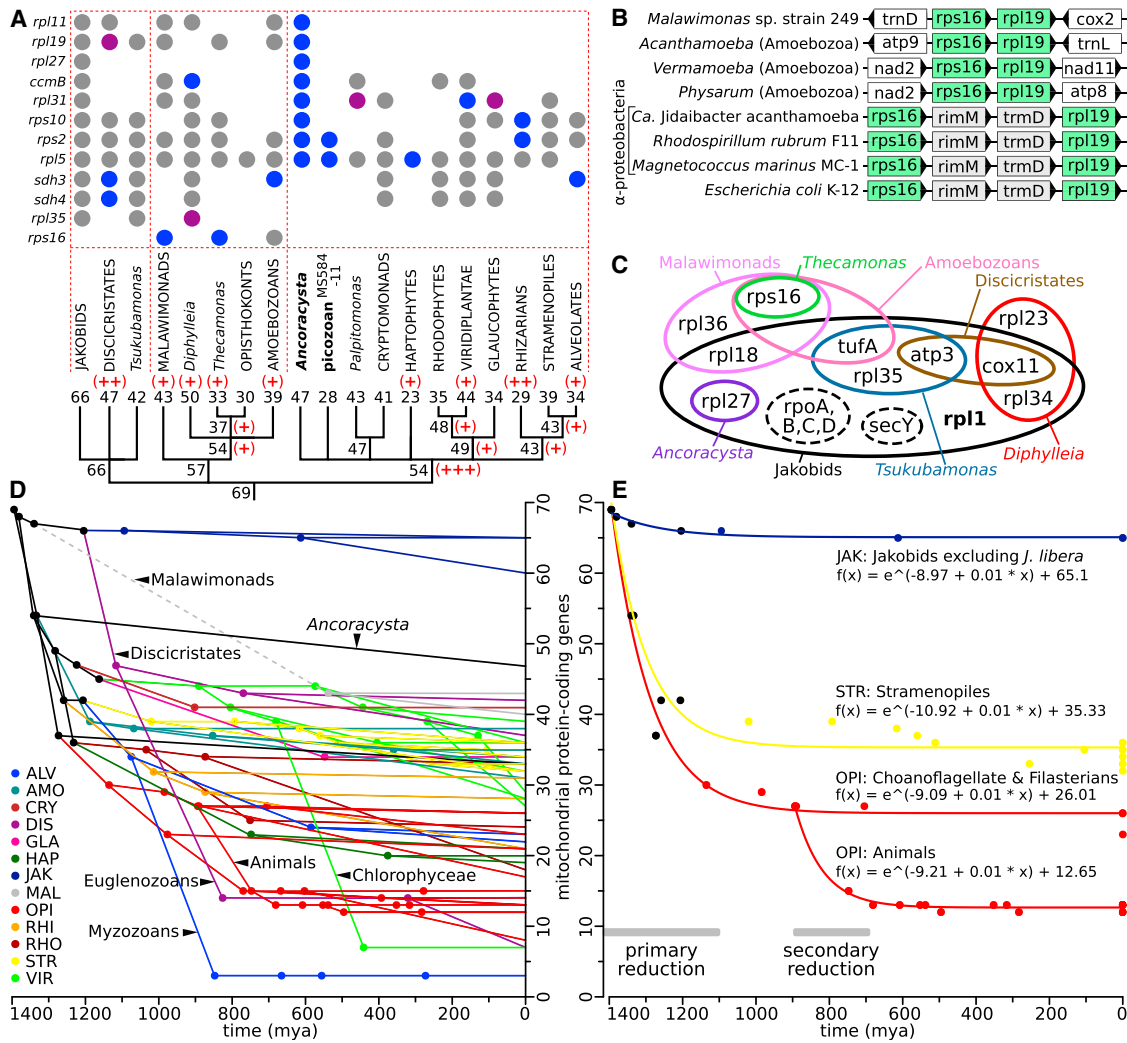 A
rpl11
rpl19
rpl27
ccmB
rpl31
rps10
rps2
rpl5
sdh3
sdh4
rpl35
rps16
JAKOBIDS
DISCICRISTATES
Tsukubamonas
MALAWIMONADS
Diphylleia
Thecamonas
OPISTHOKONTS
AMOEBOZOANS
Ancoracysta
picozoan MS584-11
Palpitomonas
CRYPTOMONADS
HAPTOPHYTES
RHODOPHYTES
VIRIDIPLANTAE
GLAUCOPHYTES
RHIZARIANS
STRAMENOPILES
ALVEOLATES
(++) (+) (+) (+) (+) (+) (+) (++) (+)
66 47 42 43 50 33 30 39 47 28 43 41 23 35 44 34 29 39 34
37 (+) 48 (+) 43
54 (+) 47 49 (+) 43 (+)
66 57 54 (+++)
69
B
Malawimonas sp. strain 249 trnD rps16 rpl19 cox2
Acanthamoeba (Amoebozoa) atp9 rps16 rpl19 trnL
Vermamoeba (Amoebozoa) nad2 rps16 rpl19 nad11
Physarum (Amoebozoa) nad2 rps16 rpl19 atp8
Ca. Jidaibacter acanthamoeba rps16 rimM trmD rpl19
Rhodospirillum rubrum F11 rps16 rimM trmD rpl19
Magnetococcus marinus MC-1 rps16 rimM trmD rpl19
Escherichia coli K-12 rps16 rimM trmD rpl19
α-proteobacteria
C
Malawimonads
Thecamonas
Amoebozoans
Discicristates
rps16
rpl36
rpl23
rpl18
tufA
atp3
rpl35
cox11
rpl27
rpoA,
B,C,D
secY
rpl1
rpl34
Ancoracysta
Jakobids
Tsukubamonas
Diphylleia
D
Malawimonads
Ancoracysta
Discicristates
Animals
Euglenozoans
Chlorophyceae
Myzozoans
ALV
AMO
CRY
DIS
GLA
HAP
JAK
MAL
OPI
RHI
RHO
STR
VIR
70
60
50
40
30
20
10
0
mitochondrial protein-coding genes
1400 1200 1000 800 600 400 200 0
time (mya)
E
70
60
50
40
30
20
10
0
JAK: Jakobids excluding J. libera
f(x) = e^(-8.97 + 0.01 * x) + 65.1
STR: Stramenopiles
f(x) = e^(-10.92 + 0.01 * x) + 35.33
OPI: Choanoflagellate & Filasterians
f(x) = e^(-9.09 + 0.01 * x) + 26.01
OPI: Animals
f(x) = e^(-9.21 + 0.01 * x) + 12.65
primary
reduction
secondary
reduction
1400 1200 1000 800 600 400 200 0
time (mya)